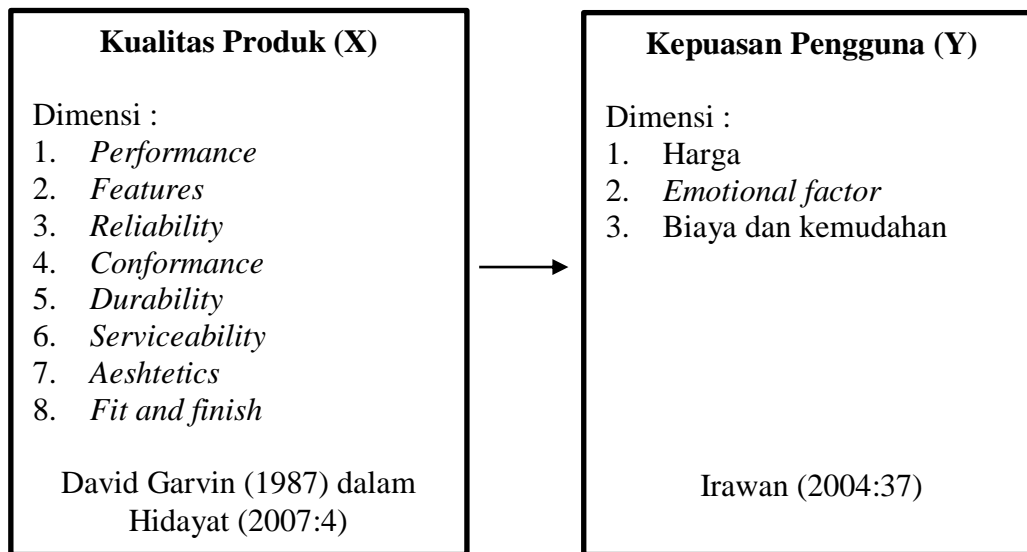 Kualitas Produk (X)
Dimensi :
1. Performance
2. Features
3. Reliability
4. Conformance
5. Durability
6. Serviceability
7. Aeshtetics
8. Fit and finish
David Garvin (1987) dalam
Hidayat (2007:4)
Kepuasan Pengguna (Y)
Dimensi :
1. Harga
2. Emotional factor
3. Biaya dan kemudahan
Irawan (2004:37)